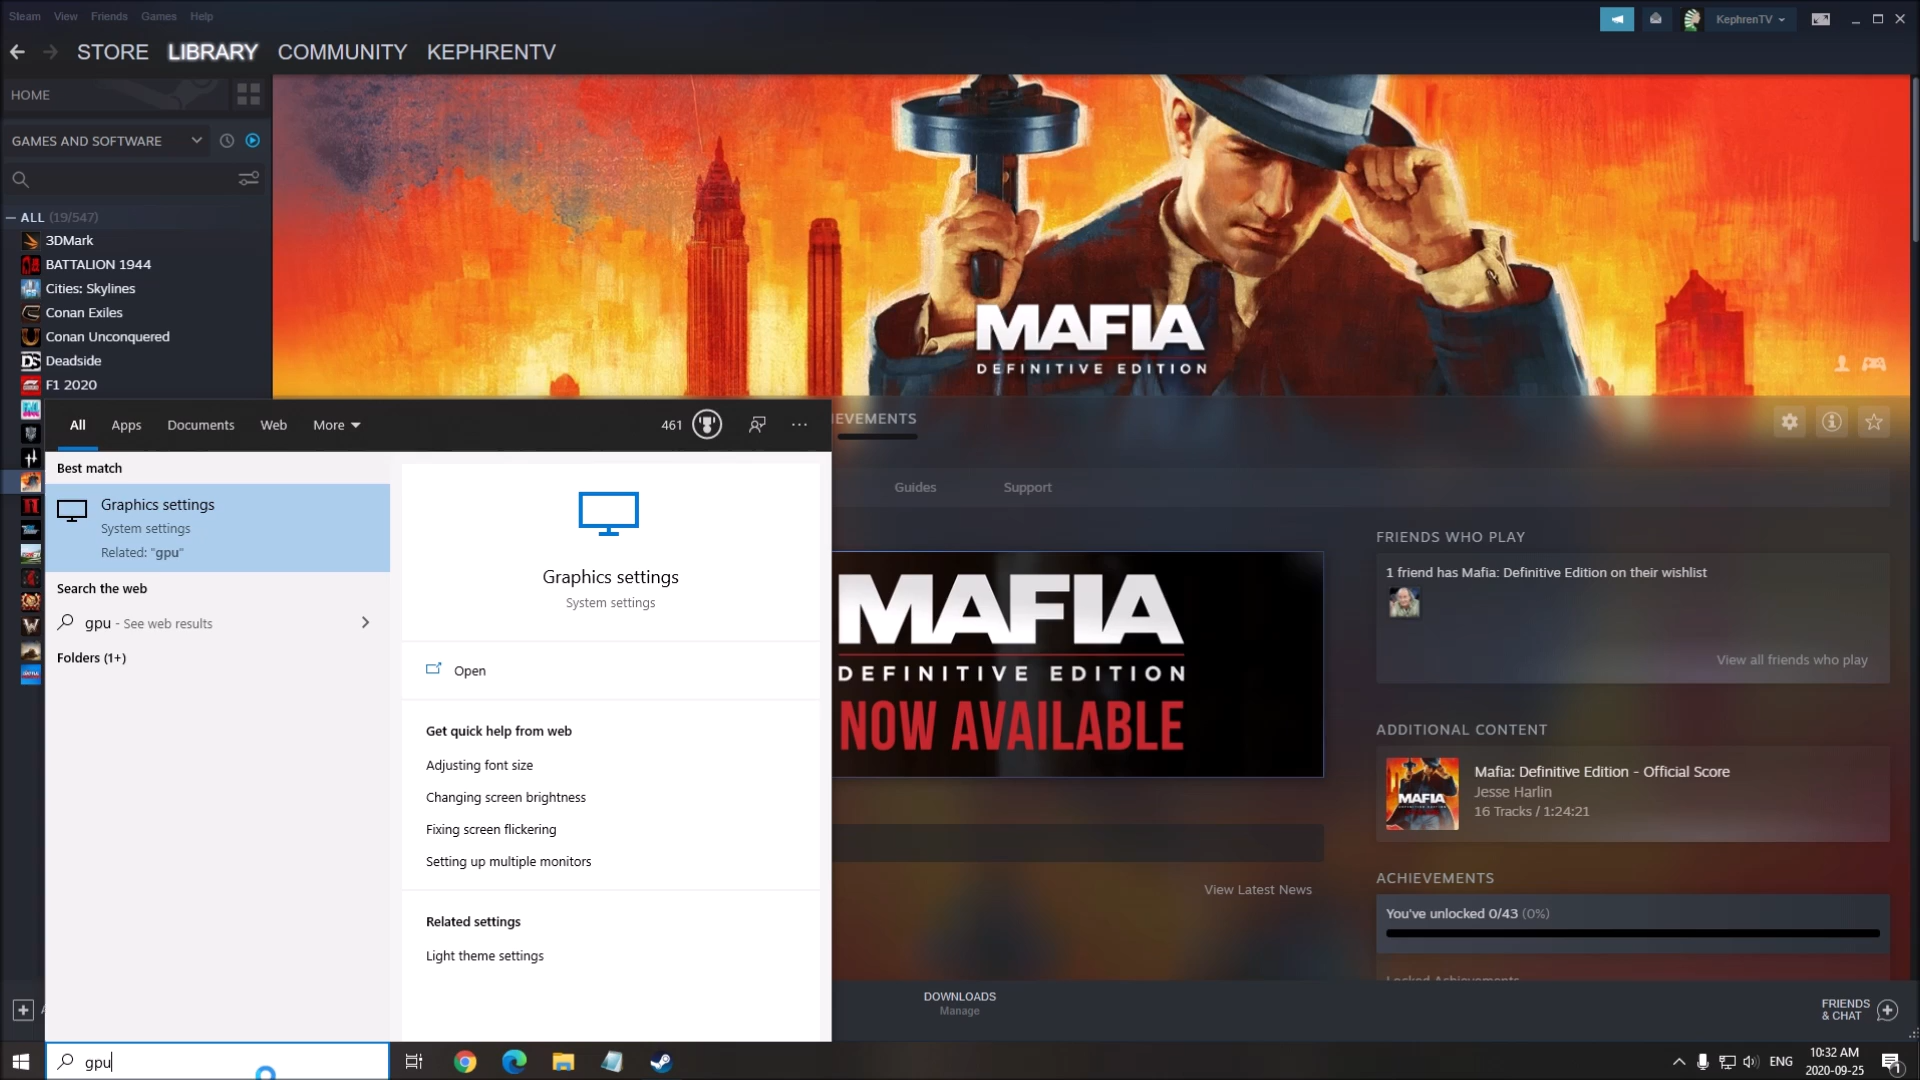 Steam View Friends Games Help
KephrenTV
STORE LIBRARY COMMUNITY KEPHRENTV
HOME
GAMES AND SOFTWARE
ALL (19/547)
3DMark
BATTALION 1944
Cities: Skylines
Conan Exiles
Conan Unconquered
Deadside
F1 2020
MAFIA
DEFINITIVE EDITION
All Apps Documents Web More 461
IEVEMENTS
Best match
Graphics settings
System settings
Related: "gpu"
Search the web
gpu - See web results
Folders (1+)
Graphics settings
System settings
Open
Get quick help from web
Adjusting font size
Changing screen brightness
Fixing screen flickering
Setting up multiple monitors
Related settings
Light theme settings
Guides Support
MAFIA
DEFINITIVE EDITION
NOW AVAILABLE
View Latest News
FRIENDS WHO PLAY
1 friend has Mafia: Definitive Edition on their wishlist
View all friends who play
ADDITIONAL CONTENT
MAFIA
Mafia: Definitive Edition - Official Score
Jesse Harlin
16 Tracks / 1:24:21
ACHIEVEMENTS
You've unlocked 0/43 (0%)
Locked Achievements
DOWNLOADS
Manage
FRIENDS
& CHAT
gpu
ENG
10:32 AM
2020-09-25
1